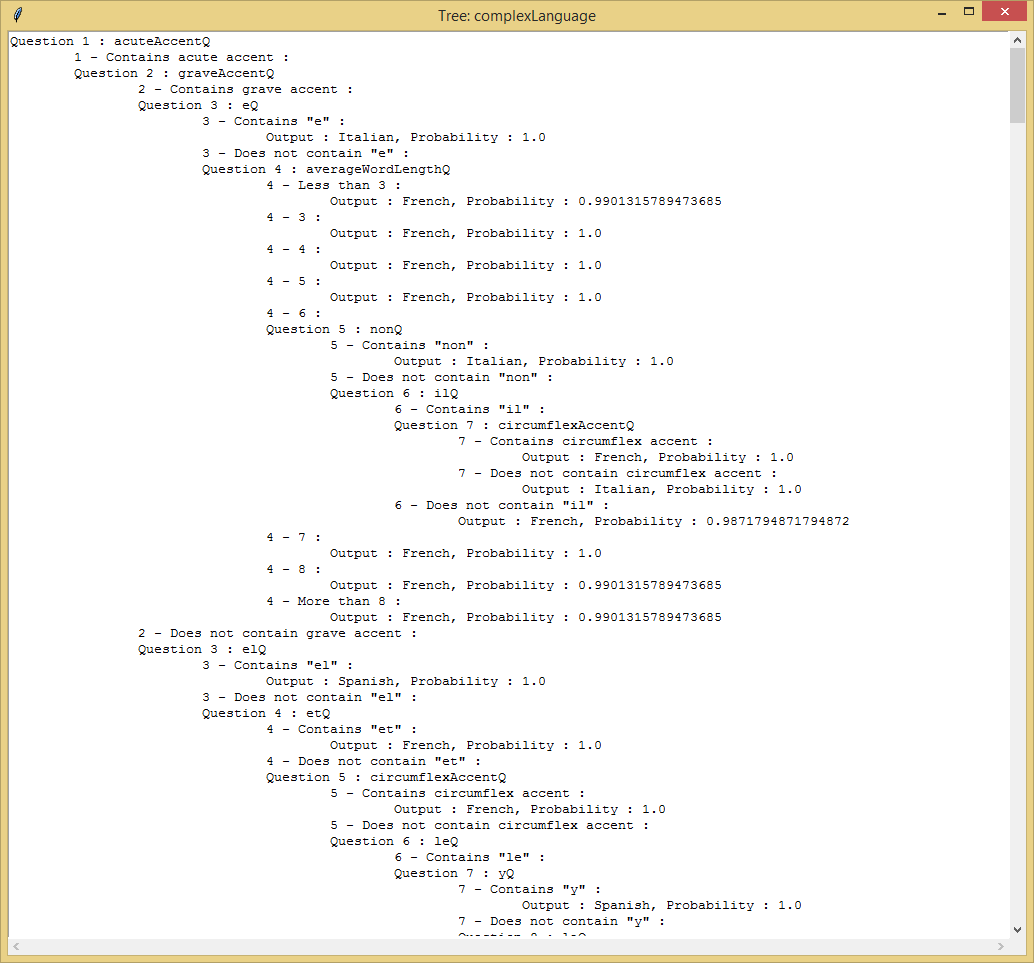 Tree: complexLanguage
Question 1 : acuteAccentQ
1 - Contains acute accent :
Question 2 : graveAccentQ
2 - Contains grave accent :
Question 3 : eQ
3 - Contains "e" :
Output : Italian, Probability : 1.0
3 - Does not contain "e" :
Question 4 : averageWordLengthQ
4 - Less than 3 :
Output : French, Probability : 0.9901315789473685
4 - 3 :
Output : French, Probability : 1.0
4 - 4 :
Output : French, Probability : 1.0
4 - 5 :
Output : French, Probability : 1.0
4 - 6 :
Question 5 : nonQ
5 - Contains "non" :
Output : Italian, Probability : 1.0
5 - Does not contain "non" :
Question 6 : ilQ
6 - Contains "il" :
Question 7 : circumflexAccentQ
7 - Contains circumflex accent :
Output : French, Probability : 1.0
7 - Does not contain circumflex accent :
Output : Italian, Probability : 1.0
6 - Does not contain "il" :
Output : French, Probability : 0.9871794871794872
4 - 7 :
Output : French, Probability : 1.0
4 - 8 :
Output : French, Probability : 0.9901315789473685
4 - More than 8 :
Output : French, Probability : 0.9901315789473685
2 - Does not contain grave accent :
Question 3 : elQ
3 - Contains "el" :
Output : Spanish, Probability : 1.0
3 - Does not contain "el" :
Question 4 : etQ
4 - Contains "et" :
Output : French, Probability : 1.0
4 - Does not contain "et" :
Question 5 : circumflexAccentQ
5 - Contains circumflex accent :
Output : French, Probability : 1.0
5 - Does not contain circumflex accent :
Question 6 : leQ
6 - Contains "le" :
Question 7 : yQ
7 - Contains "y" :
Output : Spanish, Probability : 1.0
7 - Does not contain "y" :